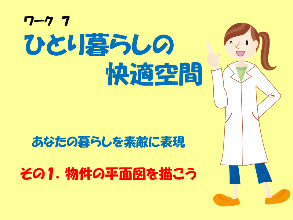 ワーク 7
ひとり暮らしの
快適空間
あなたの暮らしを素敵に表現
その1. 物件の平面図を描こう